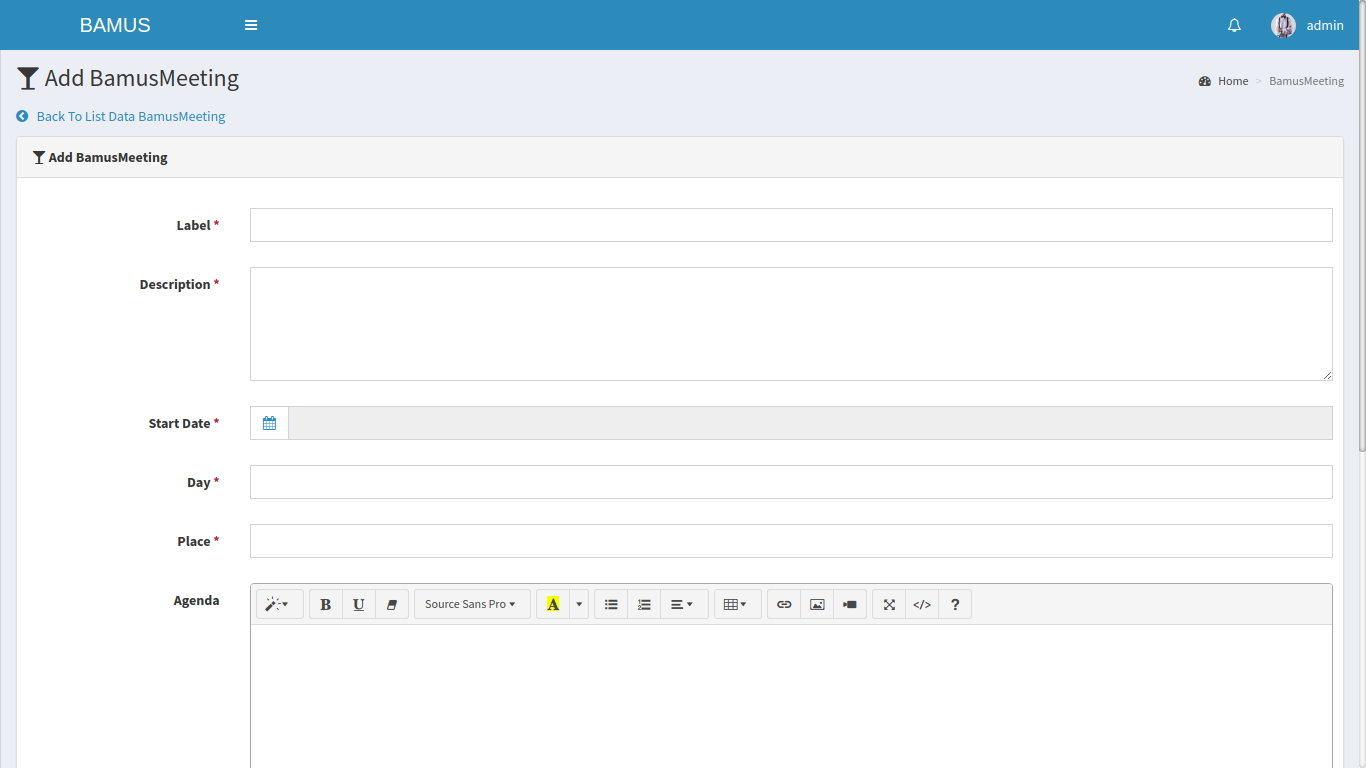 BAMUS
admin
Add BamusMeeting
Home > BamusMeeting
Back To List Data BamusMeeting
Add BamusMeeting
Label *
Description *
Start Date *
Day *
Place *
Agenda
B U Source Sans Pro A </> ?